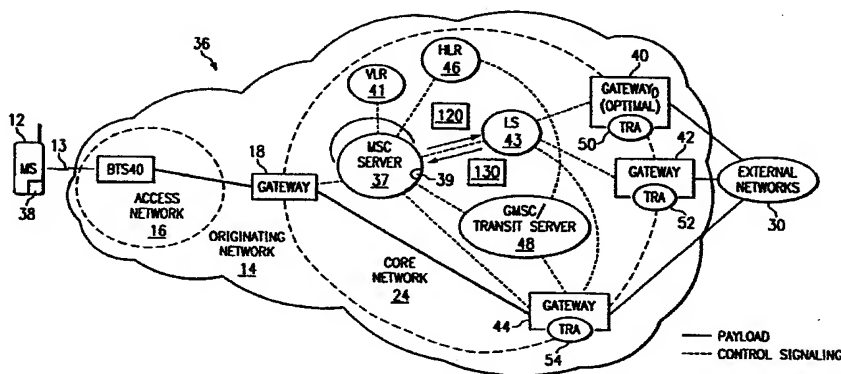 36
12
MS
38
13
BTS40
ACCESS
NETWORK
16
ORIGINATING
NETWORK
14
18
GATEWAY
VLR
41
HLR
46
120
MSC
SERVER
37
39
130
LS
43
GMSC/
TRANSIT SERVER
48
CORE
NETWORK
24
40
GATEWAY0
(OPTIMAL)
TRA
50
42
GATEWAY
TRA
52
EXTERNAL
NETWORKS
30
GATEWAY
44
TRA
54
PAYLOAD
CONTROL SIGNALING